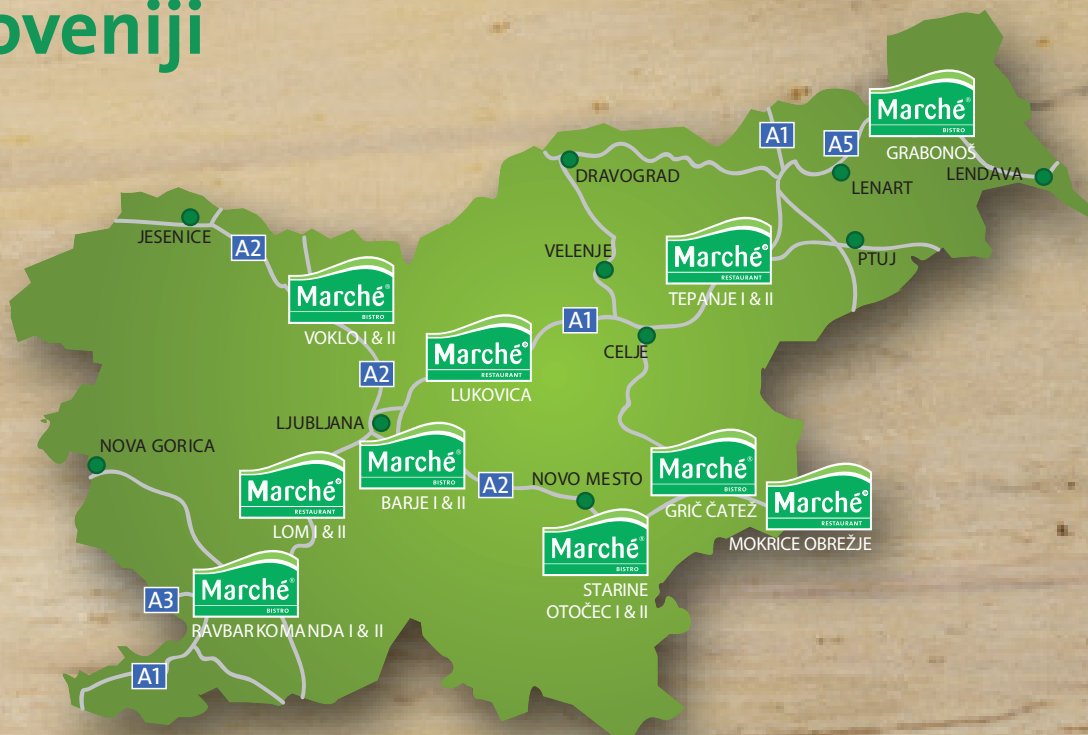 oveniji
Marché®
BISTRO
GRABONOŠ
A1
A5
LENART
LENDAVA
DRAVOGRAD
JESENICE
A2
VELENJE
Marché®
RESTAURANT
TEPANJE I & II
PTUJ
Marché®
BISTRO
VOKLO I & II
A1
CELJE
Marché®
RESTAURANT
LUKOVICA
A2
LJUBLJANA
NOVA GORICA
Marché®
BISTRO
BARJE I & II
A2
NOVO MESTO
Marché®
BISTRO
GRIČ ČATEŽ
Marché®
RESTAURANT
MOKRICE OBREŽJE
Marché®
RESTAURANT
LOM I & II
Marché®
BISTRO
STARINE
OTOČEC I & II
A3
Marché®
BISTRO
RAVBARKOMANDA I & II
A1